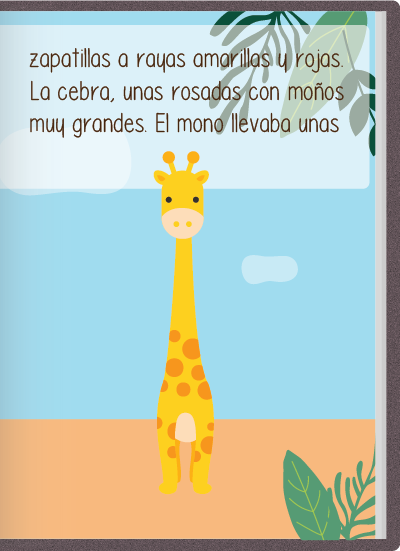 zapatillas a rayas amarillas y rojas.
La cebra, unas rosadas con moños
muy grandes. El mono llevaba unas